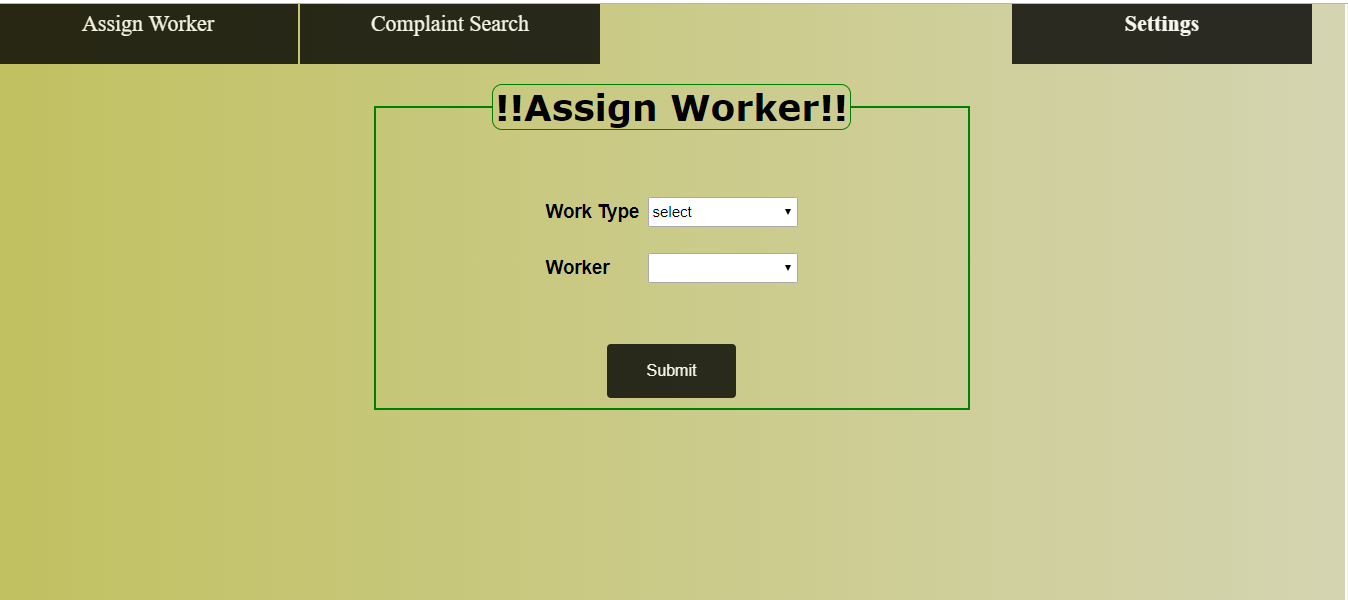 Assign Worker
Complaint Search
Settings
!!Assign Worker!!
Work Type select
Worker
Submit